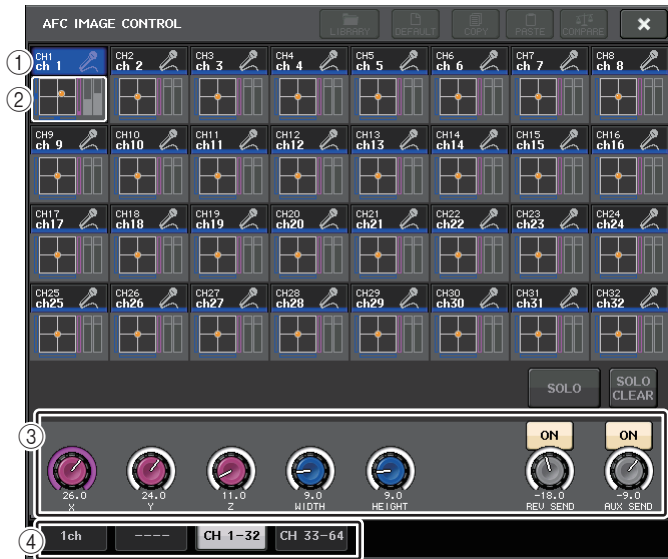 AFC IMAGE CONTROL
LIBRARY DEFAULT COPY PASTE COMPARE
1
CH1 CH2 CH3 CH4 CH5 CH6 CH7 CH8
ch 1 ch 2 ch 3 ch 4 ch 5 ch 6 ch 7 ch 8
2
CH9 CH10 CH11 CH12 CH13 CH14 CH15 CH16
ch 9 ch10 ch11 ch12 ch13 ch14 ch15 ch16
CH17 CH18 CH19 CH20 CH21 CH22 CH23 CH24
ch17 ch18 ch19 ch20 ch21 ch22 ch23 ch24
CH25 CH26 CH27 CH28 CH29 CH30 CH31 CH32
ch25 ch26 ch27 ch28 ch29 ch30 ch31 ch32
SOLO SOLO CLEAR
3
ON ON
26.0 24.0 11.0 9.0 9.0 -18.0 -9.0
X Y Z WIDTH HEIGHT REV SEND AUX SEND
4
1ch ---- CH 1-32 CH 33-64